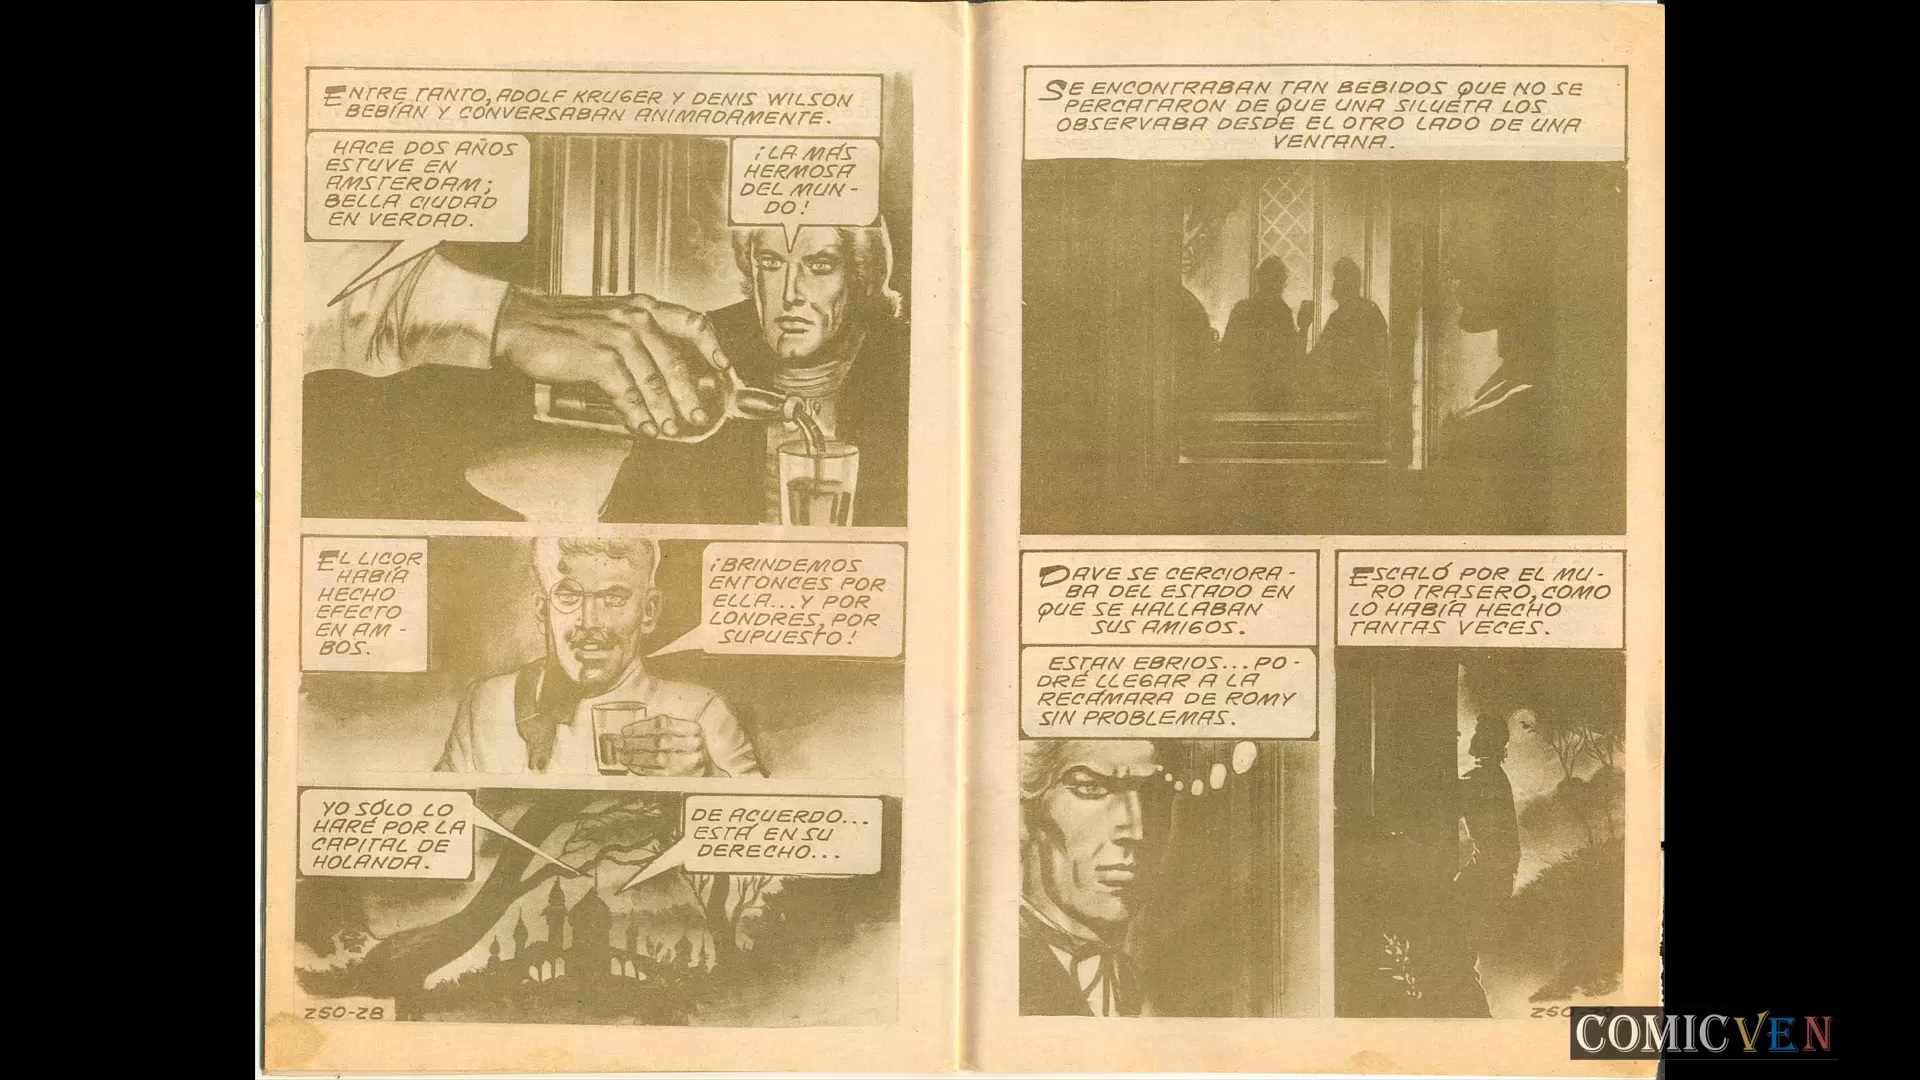 ENTRE TANTO, ADOLF KRUGER Y DENIS WILSON
BEBÍAN Y CONVERSABAN ANIMADAMENTE.
HACE DOS AÑOS
ESTUVE EN
AMSTERDAM;
BELLA CIUDAD
EN VERDAD.
¡LA MÁS
HERMOSA
DEL MUN-
DO!
EL LICOR
HABÍA
HECHO
EFECTO
EN AM-
BOS.
¡BRINDEMOS
ENTONCES POR
ELLA...Y POR
LONDRES, POR
SUPUESTO!
YO SÓLO LO
HARÉ POR LA
CAPITAL DE
HOLANDA.
DE ACUERDO...
ESTÁ EN SU
DERECHO...
250-28
SE ENCONTRABAN TAN BEBIDOS QUE NO SE
PERCATARON DE QUE UNA SILUETA LOS
OBSERVABA DESDE EL OTRO LADO DE UNA
VENTANA.
DAVE SE CERCIORA-
BA DEL ESTADO EN
QUE SE HALLABAN
SUS AMIGOS.
ESTAN EBRIOS...PO-
DRÉ LLEGAR A LA
RECÁMARA DE ROMY
SIN PROBLEMAS.
ESCALÓ POR EL MU-
RO TRASERO, COMO
LO HABÍA HECHO
TANTAS VECES.
COMICVEN